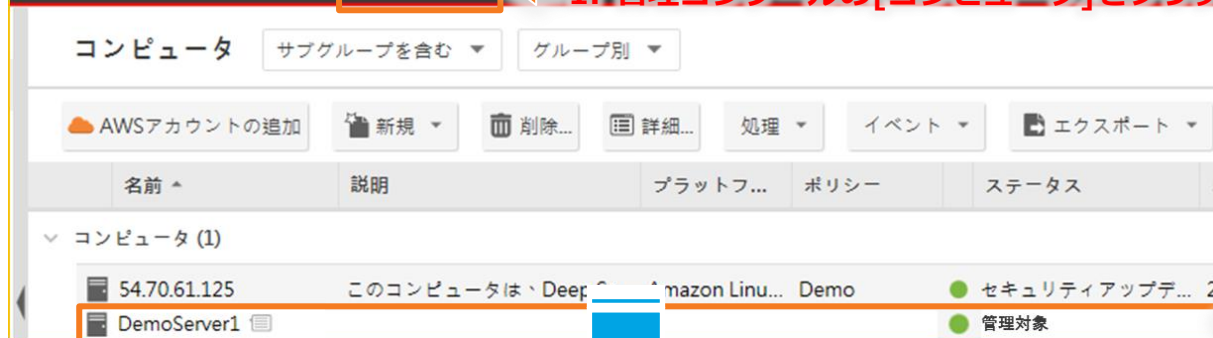 コンピュータ サブグループを含む グループ別
AWSアカウントの追加 新規 削除... 詳細... 処理 イベント エクスポート
名前 説明 プラットフ... ポリシー ステータス
コンピュータ (1)
54.70.61.125 このコンピュータは、Deep Amazon Linu... Demo セキュリティアップデ... 2
DemoServer1 管理対象